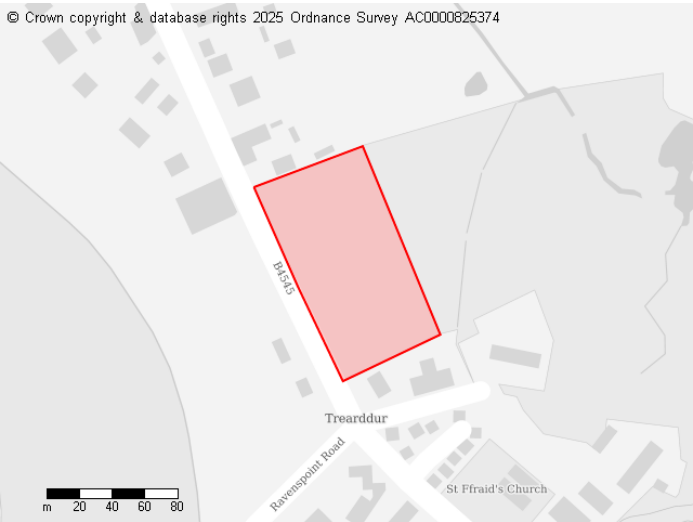 © Crown copyright & database rights 2025 Ordnance Survey AC0000825374
B4545
Trearddur
Ravenspoint Road
St Ffraid's Church
m 20 40 60 80